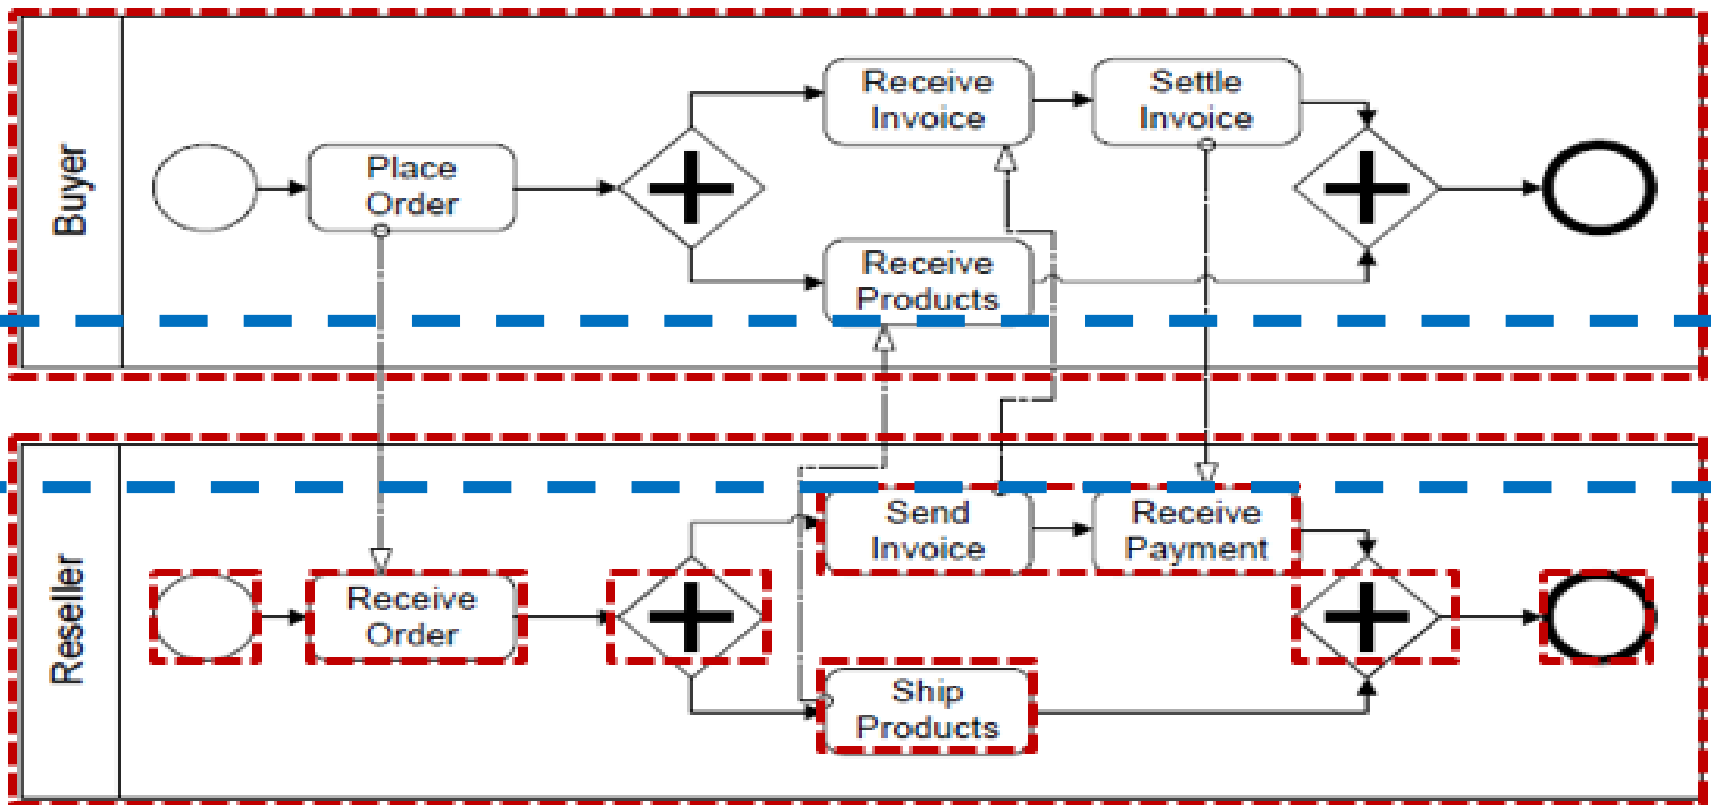 Buyer
Receive
Invoice
Settle
Invoice
Place
Order
Receive
Products
Reseller
Send
Invoice
Receive
Payment
Receive
Order
Ship
Products